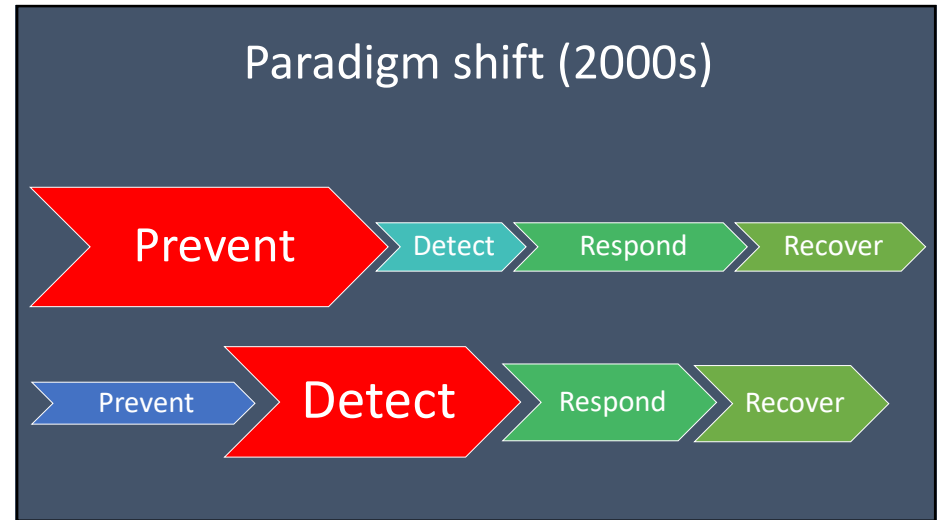 Paradigm shift (2000s)
Prevent Detect Respond Recover
Prevent Detect Respond Recover